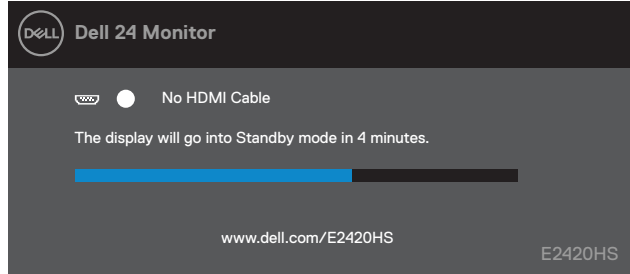 DELL Dell 24 Monitor
No HDMI Cable
The display will go into Standby mode in 4 minutes.
www.dell.com/E2420HS
E2420HS